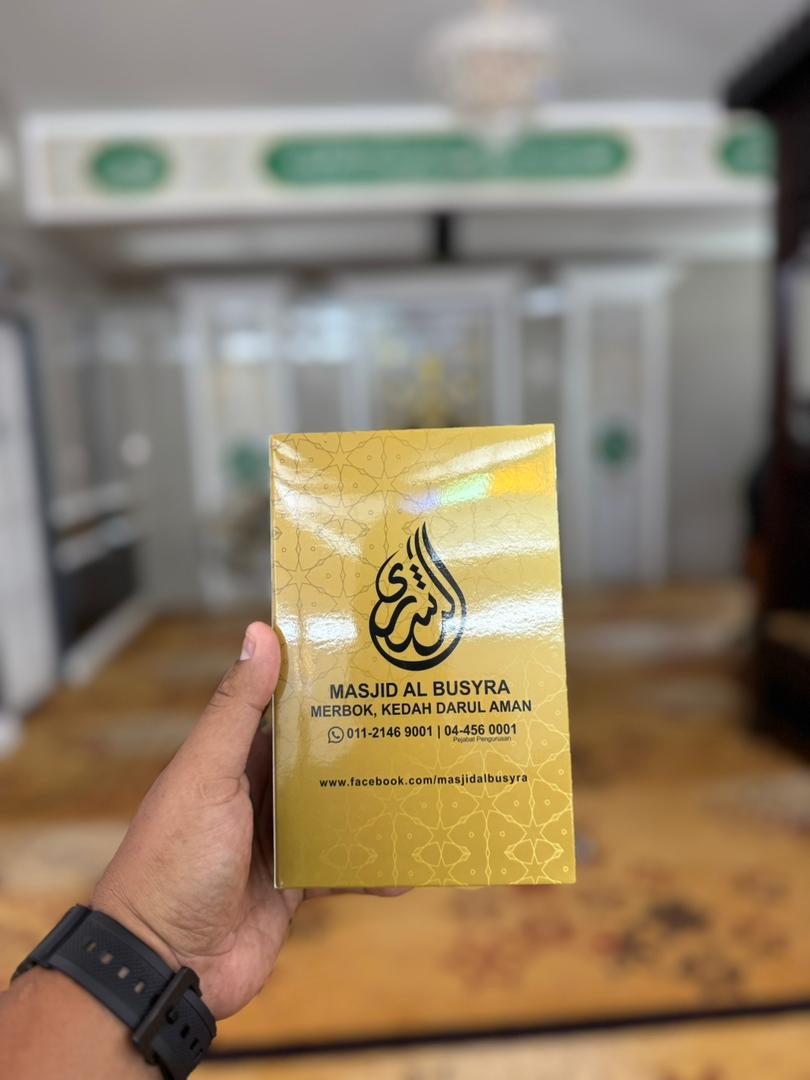 البشرى
MASJID AL BUSYRA
MERBOK, KEDAH DARUL AMAN
011-2146 9001 | 04-456 0001
Pejabat Pengurusan
www.facebook.com/masjidalbusyra